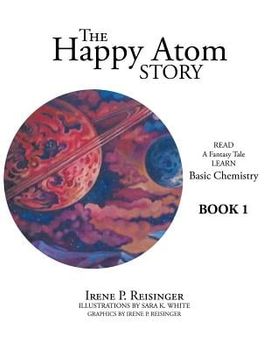 THE
Happy Atom
STORY
READ
A Fantasy Tale
LEARN
Basic Chemistry
BOOK 1
IRENE P. REISINGER
ILLUSTRATIONS BY SARA K. WHITE
GRAPHICS BY IRENE P. REISINGER